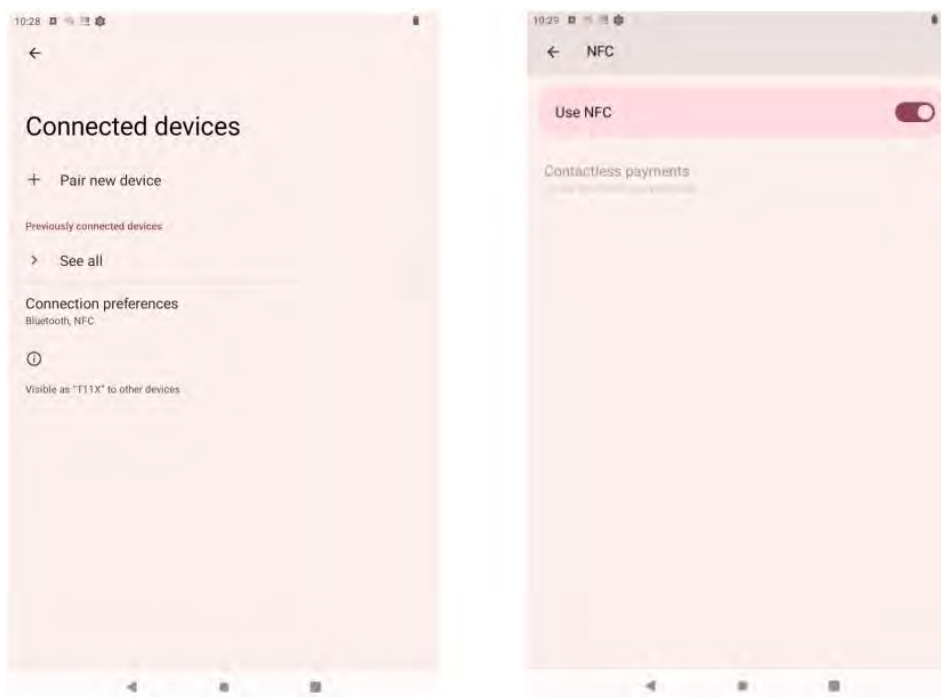 10:28
Connected devices
+ Pair new device
Previously connected devices
> See all
Connection preferences
Bluetooth, NFC
Visible as "T11X" to other devices
10:29
NFC
Use NFC
Contactless payments